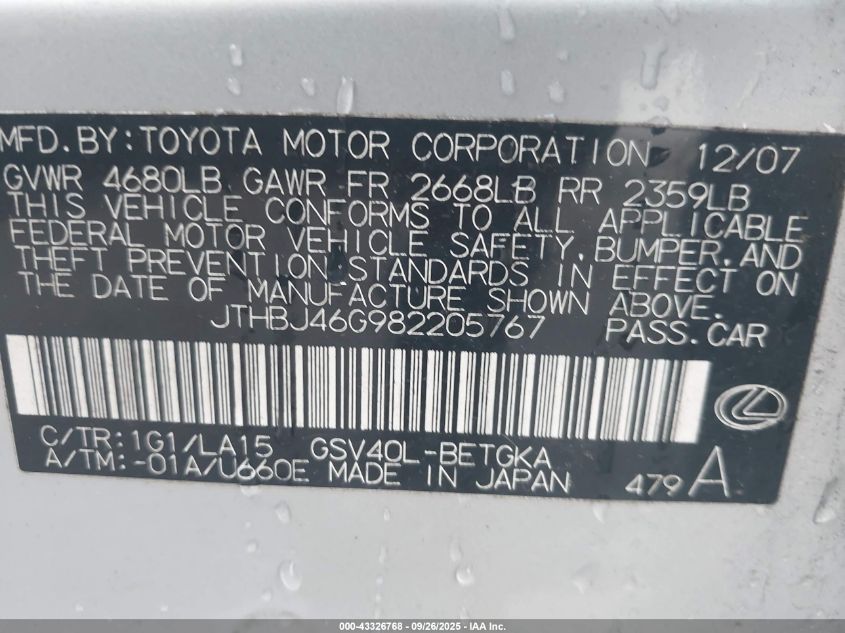 MFD.BY:TOYOTA MOTOR CORPORATION 12/07
GVWR 4680LB GAWR FR 2668LB RR 2359LB
THIS VEHICLE CONFORMS TO ALL APPLICABLE
FEDERAL MOTOR VEHICLE SAFETY,BUMPER,AND
THEFT PREVENTION STANDARDS IN EFFECT ON
THE DATE OF MANUFACTURE SHOWN ABOVE.
JTHBJ46G982205767 PASS.CAR
C/TR:1G1/LA15 GSV40L-BETGKA
A/TM:-01A/U660E MADE IN JAPAN 479 A
000-43326768 - 09/26/2025 - IAA Inc.